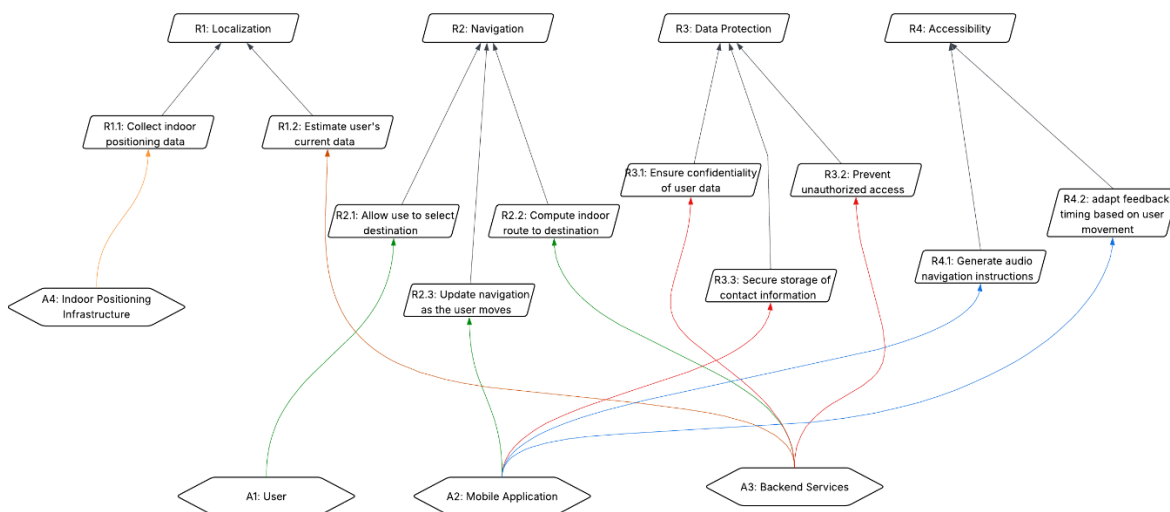 R1: Localization
R2: Navigation
R3: Data Protection
R4: Accessibility
R1.1: Collect indoor
positioning data
R1.2: Estimate user's
current data
R3.1: Ensure confidentiality
of user data
R3.2: Prevent
unauthorized access
R2.1: Allow use to select
destination
R2.2: Compute indoor
route to destination
R4.2: adapt feedback
timing based on user
movement
R4.1: Generate audio
navigation instructions
R3.3: Secure storage of
contact information
R2.3: Update navigation
as the user moves
A4: Indoor Positioning
Infrastructure
A1: User
A2: Mobile Application
A3: Backend Services